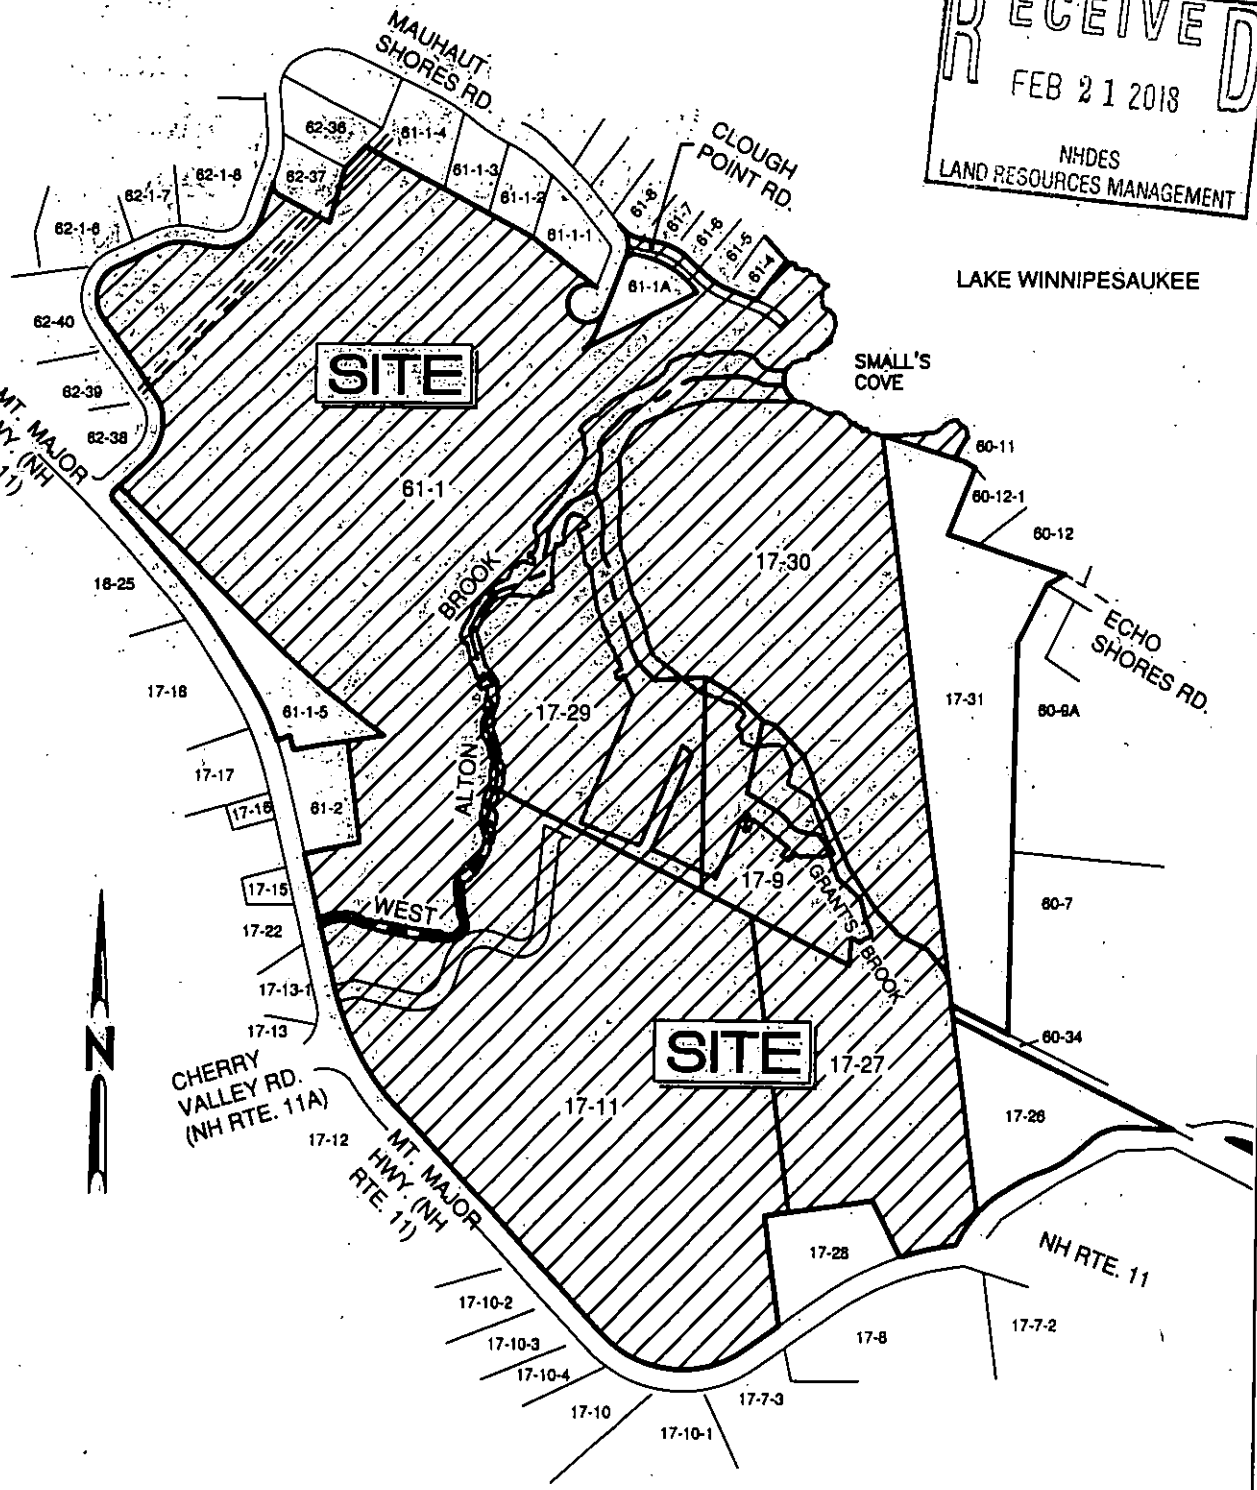 RECEIVED
FEB 21 2018
NHDES
LAND RESOURCES MANAGEMENT
MAUHAUT
SHORES RD.
CLOUGH
POINT RD.
LAKE WINNIPESAUKEE
SMALL'S
COVE
62-36
61-1-4
62-37
61-1-3
61-1-2
61-1-1
62-1-8
62-1-7
62-1-6
61-8
61-7
61-6
61-5
61-4
61-1A
62-40
62-39
62-38
MT. MAJOR
HWY. (NH
11)
SITE
61-1
60-11
60-12-1
60-12
17-30
BROOK
18-25
ECHO
SHORES RD.
17-18
61-1-5
17-29
17-31
60-9A
ALTON
17-17
17-16
61-2
17-15
WEST
17-9
GRANTS
BROOK
60-7
17-22
17-13-1
17-13
N
CHERRY
VALLEY RD.
(NH RTE. 11A)
17-12
MT. MAJOR
HWY. (NH
RTE. 11)
SITE
17-27
17-11
60-34
17-26
17-28
NH RTE. 11
17-10-2
17-10-3
17-10-4
17-10
17-10-1
17-7-3
17-8
17-7-2